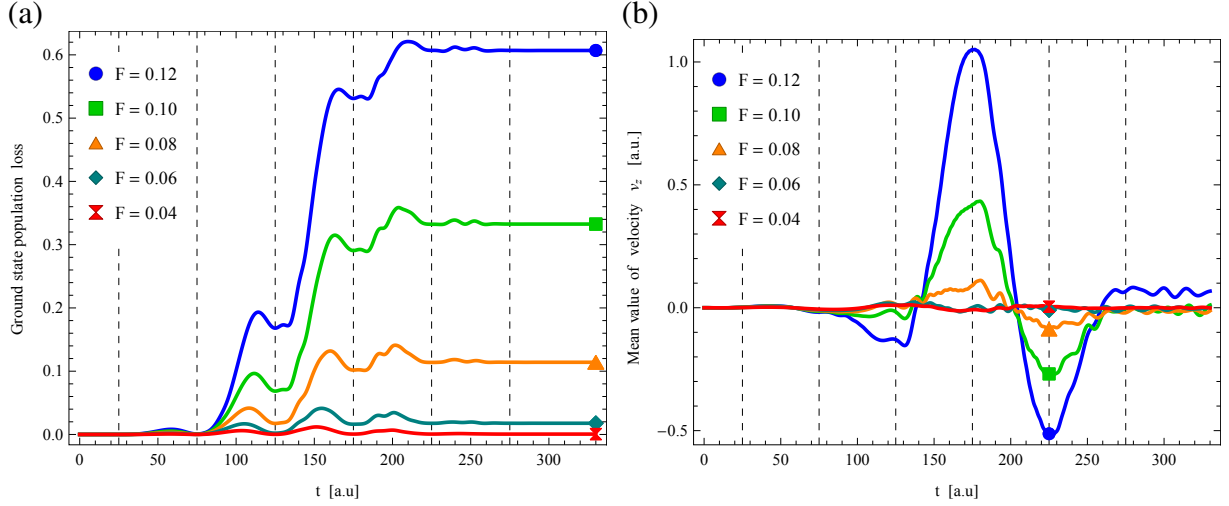 (a)
Ground state population loss
0.6
0.5
0.4
0.3
0.2
0.1
0.0
F = 0.12
F = 0.10
F = 0.08
F = 0.06
F = 0.04
0 50 100 150 200 250 300
t [a.u]
(b)
Mean value of velocity v_z [a.u.]
1.0
0.5
0.0
−0.5
F = 0.12
F = 0.10
F = 0.08
F = 0.06
F = 0.04
0 50 100 150 200 250 300
t [a.u]